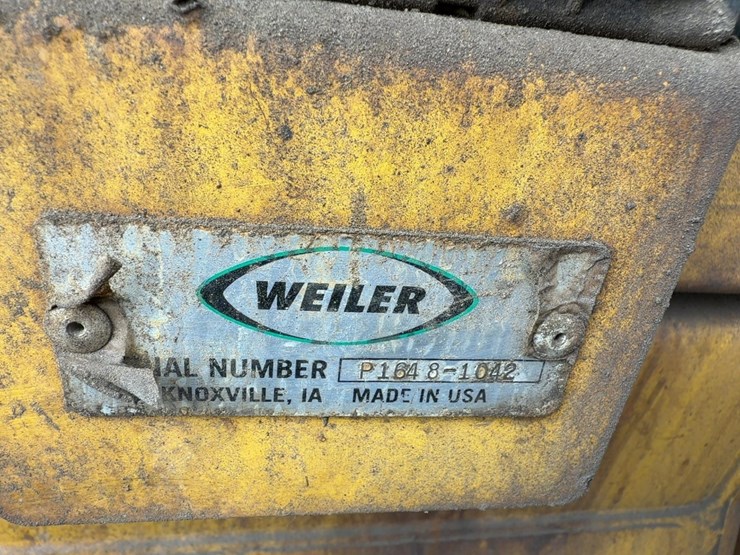 WEILER
IAL NUMBER P1648-1042
KNOXVILLE, IA MADE IN USA